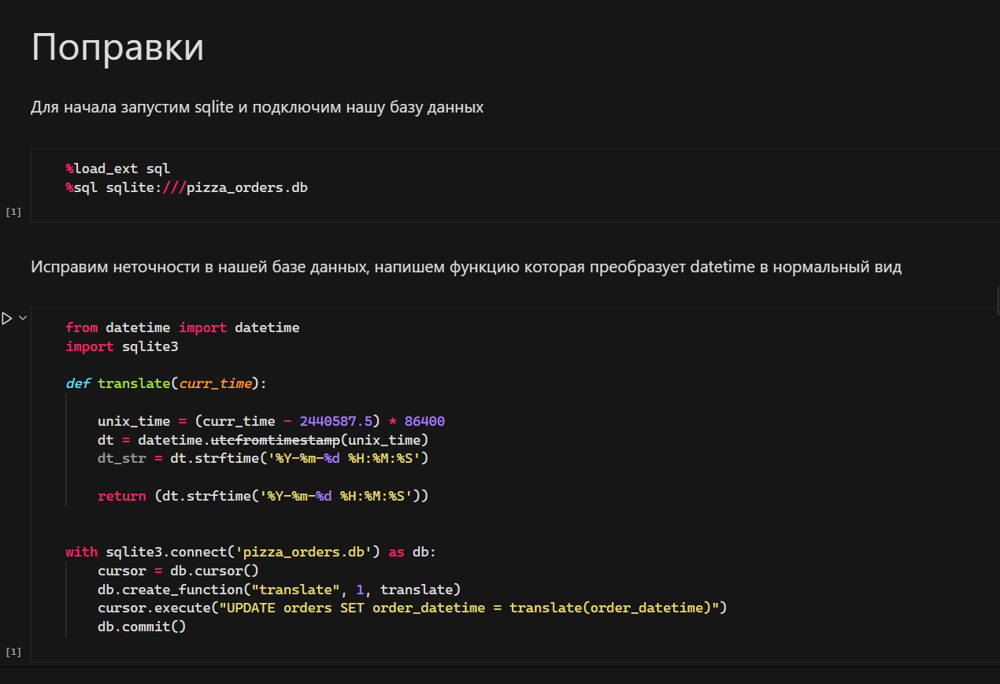 Поправки
Для начала запустим sqlite и подключим нашу базу данных
%load_ext sql
%sql sqlite:///pizza_orders.db
[1]
Исправим неточности в нашей базе данных, напишем функцию которая преобразует datetime в нормальный вид
from datetime import datetime
import sqlite3
def translate(curr_time):
unix_time = (curr_time - 2440587.5) * 86400
dt = datetime.utcfromtimestamp(unix_time)
dt_str = dt.strftime('%Y-%m-%d %H:%M:%S')
return (dt.strftime('%Y-%m-%d %H:%M:%S'))
with sqlite3.connect('pizza_orders.db') as db:
cursor = db.cursor()
db.create_function("translate", 1, translate)
cursor.execute("UPDATE orders SET order_datetime = translate(order_datetime)")
db.commit()
[1]